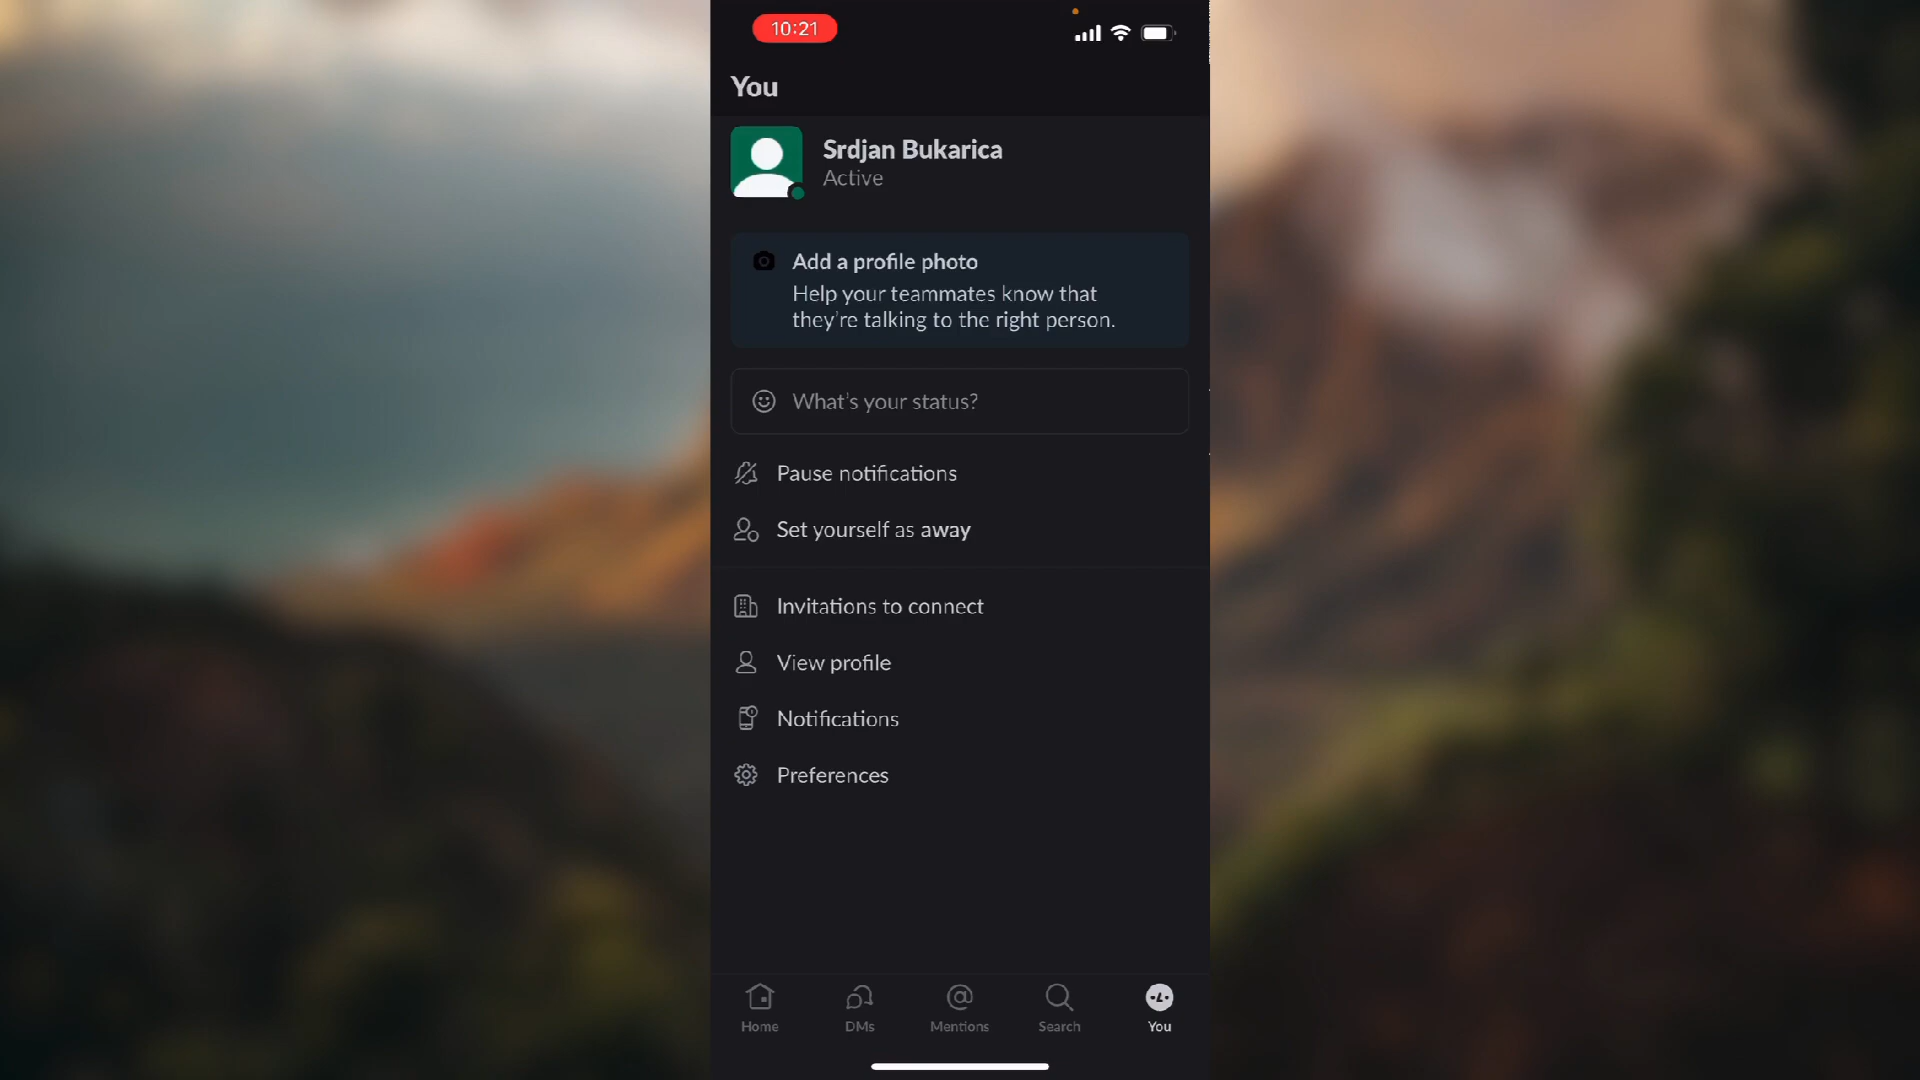 10:21
You
Srdjan Bukarica
Active
Add a profile photo
Help your teammates know that
they're talking to the right person.
What's your status?
Pause notifications
Set yourself as away
Invitations to connect
View profile
Notifications
Preferences
Home
DMs
Mentions
Search
You